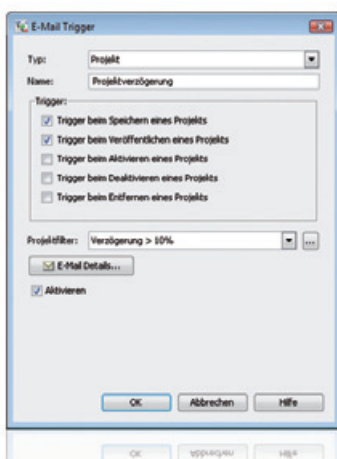 E-Mail Trigger
Typ: Projekt
Name: Projektverzögerung
Trigger:
Trigger beim Speichern eines Projekts
Trigger beim Veröffentlichen eines Projekts
Trigger beim Aktivieren eines Projekts
Trigger beim Deaktivieren eines Projekts
Trigger beim Entfernen eines Projekts
Projektfilter: Verzögerung > 10% ...
E-Mail Details...
Aktivieren
OK Abbrechen Hilfe